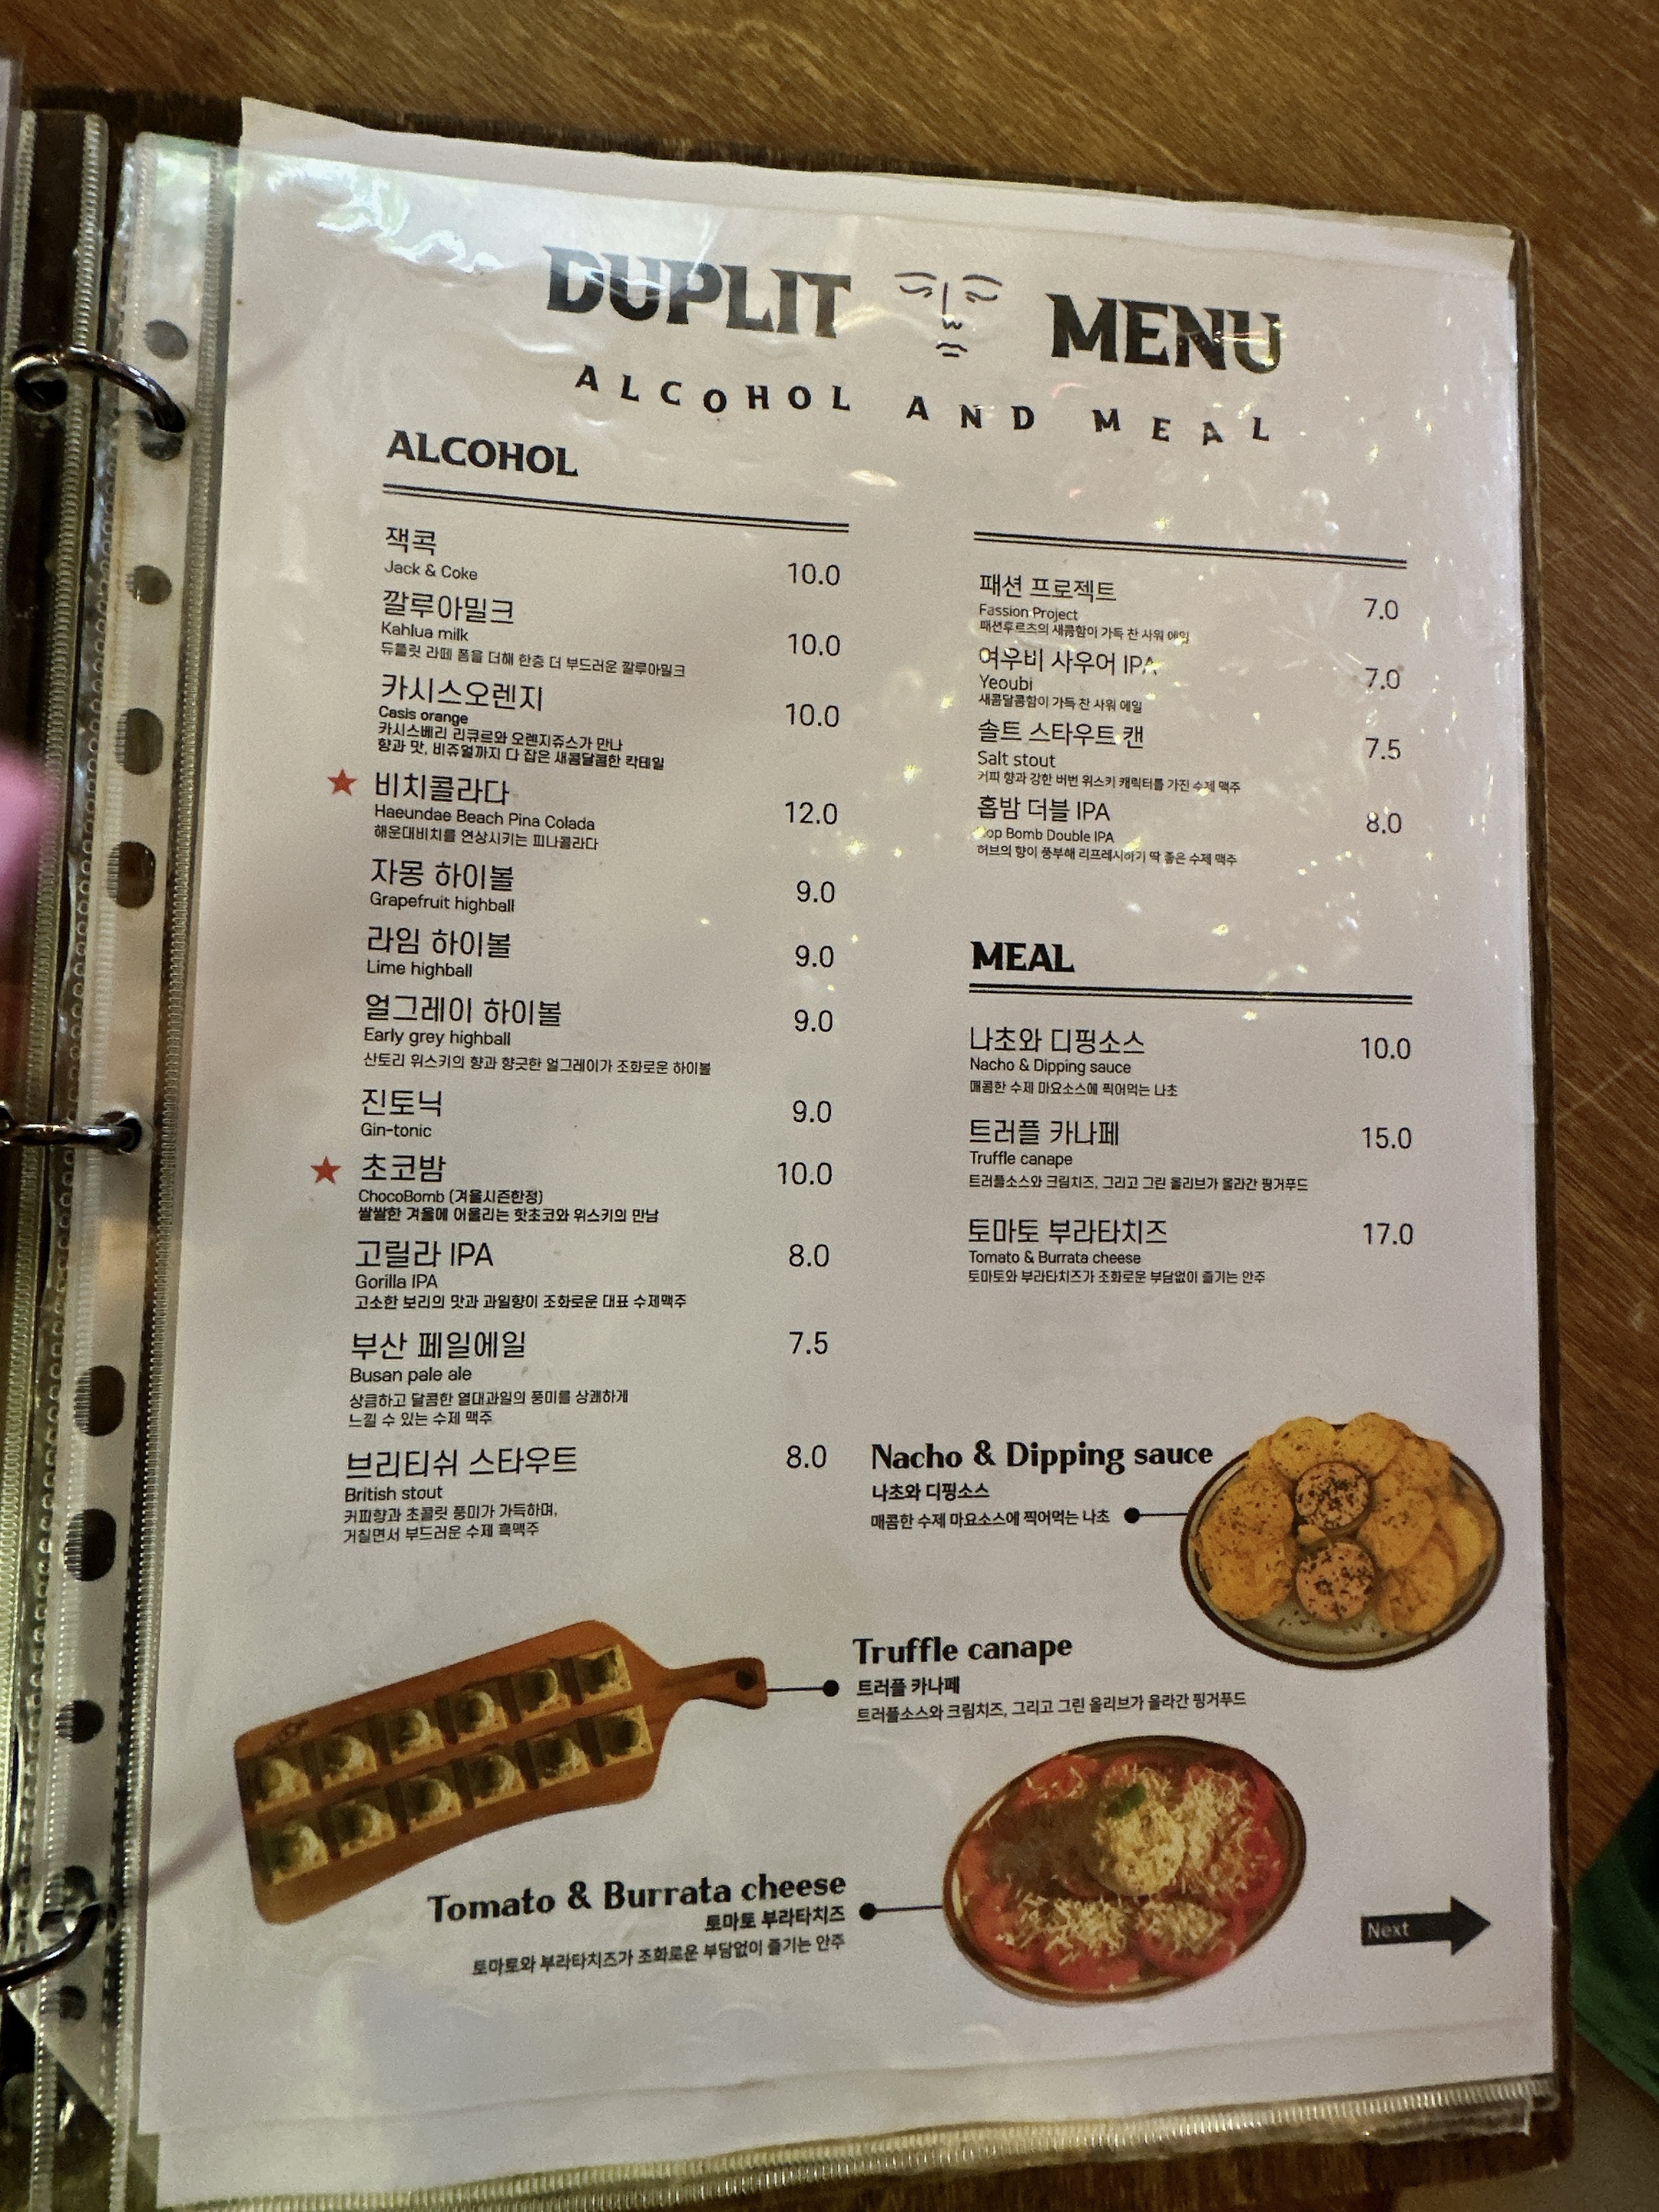 DUPLIT MENU
ALCOHOL AND MEAL
ALCOHOL
잭콕
Jack & Coke
10.0
깔루아밀크
Kahlua milk
10.0
듀플릿 라떼 폼을 더해 한층 더 부드러운 깔루아밀크
카시스오렌지
Casis orange
10.0
카시스베리 리큐르와 오렌지쥬스가 만나
향과 맛, 비쥬얼까지 다 잡은 새콤달콤한 칵테일
★ 비치콜라다
Haeundae Beach Pina Colada
12.0
해운대비치를 연상시키는 피나콜라다
자몽 하이볼
Grapefruit highball
9.0
라임 하이볼
Lime highball
9.0
얼그레이 하이볼
Early grey highball
9.0
산토리 위스키의 향과 향긋한 얼그레이가 조화로운 하이볼
진토닉
Gin-tonic
9.0
★ 초코밤
10.0
ChocoBomb (겨울시즌한정)
쌀쌀한 겨울에 어울리는 핫초코와 위스키의 만남
고릴라 IPA
8.0
Gorilla IPA
고소한 보리의 맛과 과일향이 조화로운 대표 수제맥주
부산 페일에일
7.5
Busan pale ale
상큼하고 달콤한 열대과일의 풍미를 상쾌하게
느낄 수 있는 수제 맥주
브리티쉬 스타우트
8.0
British stout
커피향과 초콜릿 풍미가 가득하며,
거칠면서 부드러운 수제 흑맥주
패션 프로젝트
7.0
Fassion Project
패션후르츠의 새콤함이 가득 찬 사워 에일
여우비 사우어 IPA
7.0
Yeoubi
새콤달콤함이 가득 찬 사워 에일
솔트 스타우트 캔
7.5
Salt stout
커피 향과 강한 버번 위스키 캐릭터를 가진 수제 맥주
홉밤 더블 IPA
8.0
Hop Bomb Double IPA
허브의 향이 풍부해 리프레시하기 딱 좋은 수제 맥주
MEAL
나초와 디핑소스
10.0
Nacho & Dipping sauce
매콤한 수제 마요소스에 찍어먹는 나초
트러플 카나페
15.0
Truffle canape
트러플소스와 크림치즈, 그리고 그린 올리브가 올라간 핑거푸드
토마토 부라타치즈
17.0
Tomato & Burrata cheese
토마토와 부라타치즈가 조화로운 부담없이 즐기는 안주
Nacho & Dipping sauce
나초와 디핑소스
매콤한 수제 마요소스에 찍어먹는 나초
Truffle canape
트러플 카나페
트러플소스와 크림치즈, 그리고 그린 올리브가 올라간 핑거푸드
Tomato & Burrata cheese
토마토 부라타치즈
토마토와 부라타치즈가 조화로운 부담없이 즐기는 안주
Next